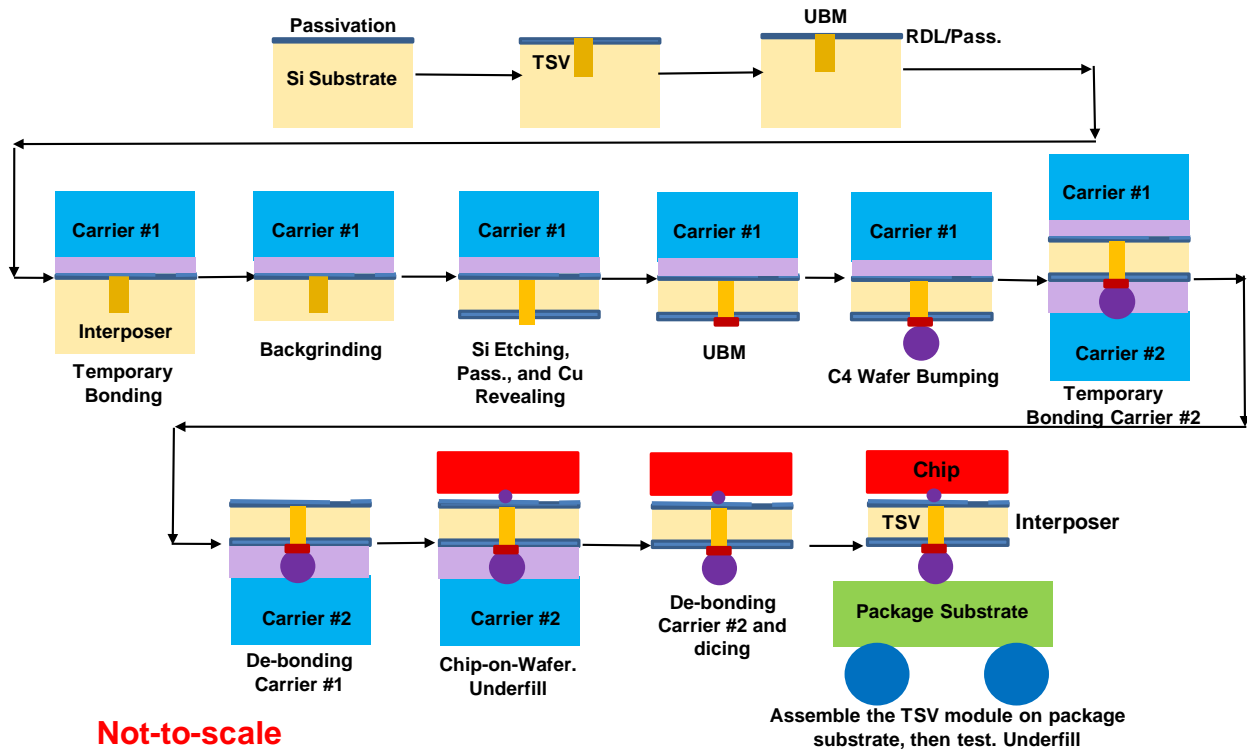 Passivation
Si Substrate
TSV
UBM
RDL/Pass.
Carrier #1
Interposer
Temporary
Bonding
Carrier #1
Backgrinding
Carrier #1
Si Etching,
Pass., and Cu
Revealing
Carrier #1
UBM
Carrier #1
C4 Wafer Bumping
Carrier #1
Carrier #2
Temporary
Bonding Carrier #2
Carrier #2
De-bonding
Carrier #1
Carrier #2
Chip-on-Wafer.
Underfill
De-bonding
Carrier #2 and
dicing
Chip
TSV
Interposer
Package Substrate
Assemble the TSV module on package
substrate, then test. Underfill
Not-to-scale